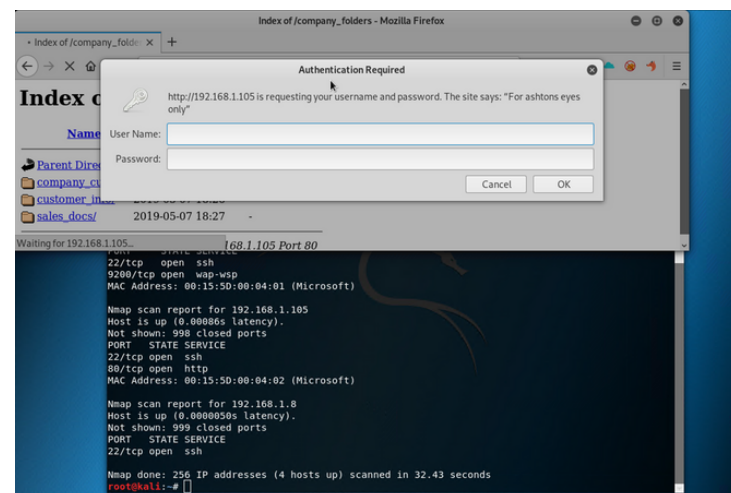 Index of /company_folders - Mozilla Firefox
Index of /company_folde
Authentication Required
http://192.168.1.105 is requesting your username and password. The site says: “For ashtons eyes
only”
Index o
Name
User Name:
Password:
Parent Dire
company_cu
Cancel OK
customer_in
sales_docs/ 2019-05-07 18:27 -
Waiting for 192.168.1.105...
168.1.105 Port 80
PORT STATE SERVICE
22/tcp open ssh
9200/tcp open wap-wsp
MAC Address: 00:15:5D:00:04:01 (Microsoft)
Nmap scan report for 192.168.1.105
Host is up (0.00086s latency).
Not shown: 998 closed ports
PORT STATE SERVICE
22/tcp open ssh
80/tcp open http
MAC Address: 00:15:5D:00:04:02 (Microsoft)
Nmap scan report for 192.168.1.8
Host is up (0.0000050s latency).
Not shown: 999 closed ports
PORT STATE SERVICE
22/tcp open ssh
Nmap done: 256 IP addresses (4 hosts up) scanned in 32.43 seconds
root@kali:~#